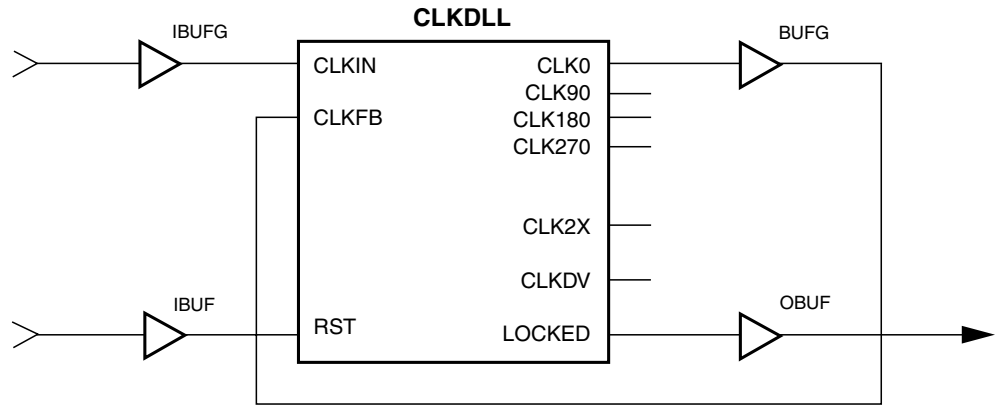 CLKDLL
IBUFG
BUFG
CLKIN
CLK0
CLK90
CLKFB
CLK180
CLK270
CLK2X
CLKDV
IBUF
OBUF
RST
LOCKED